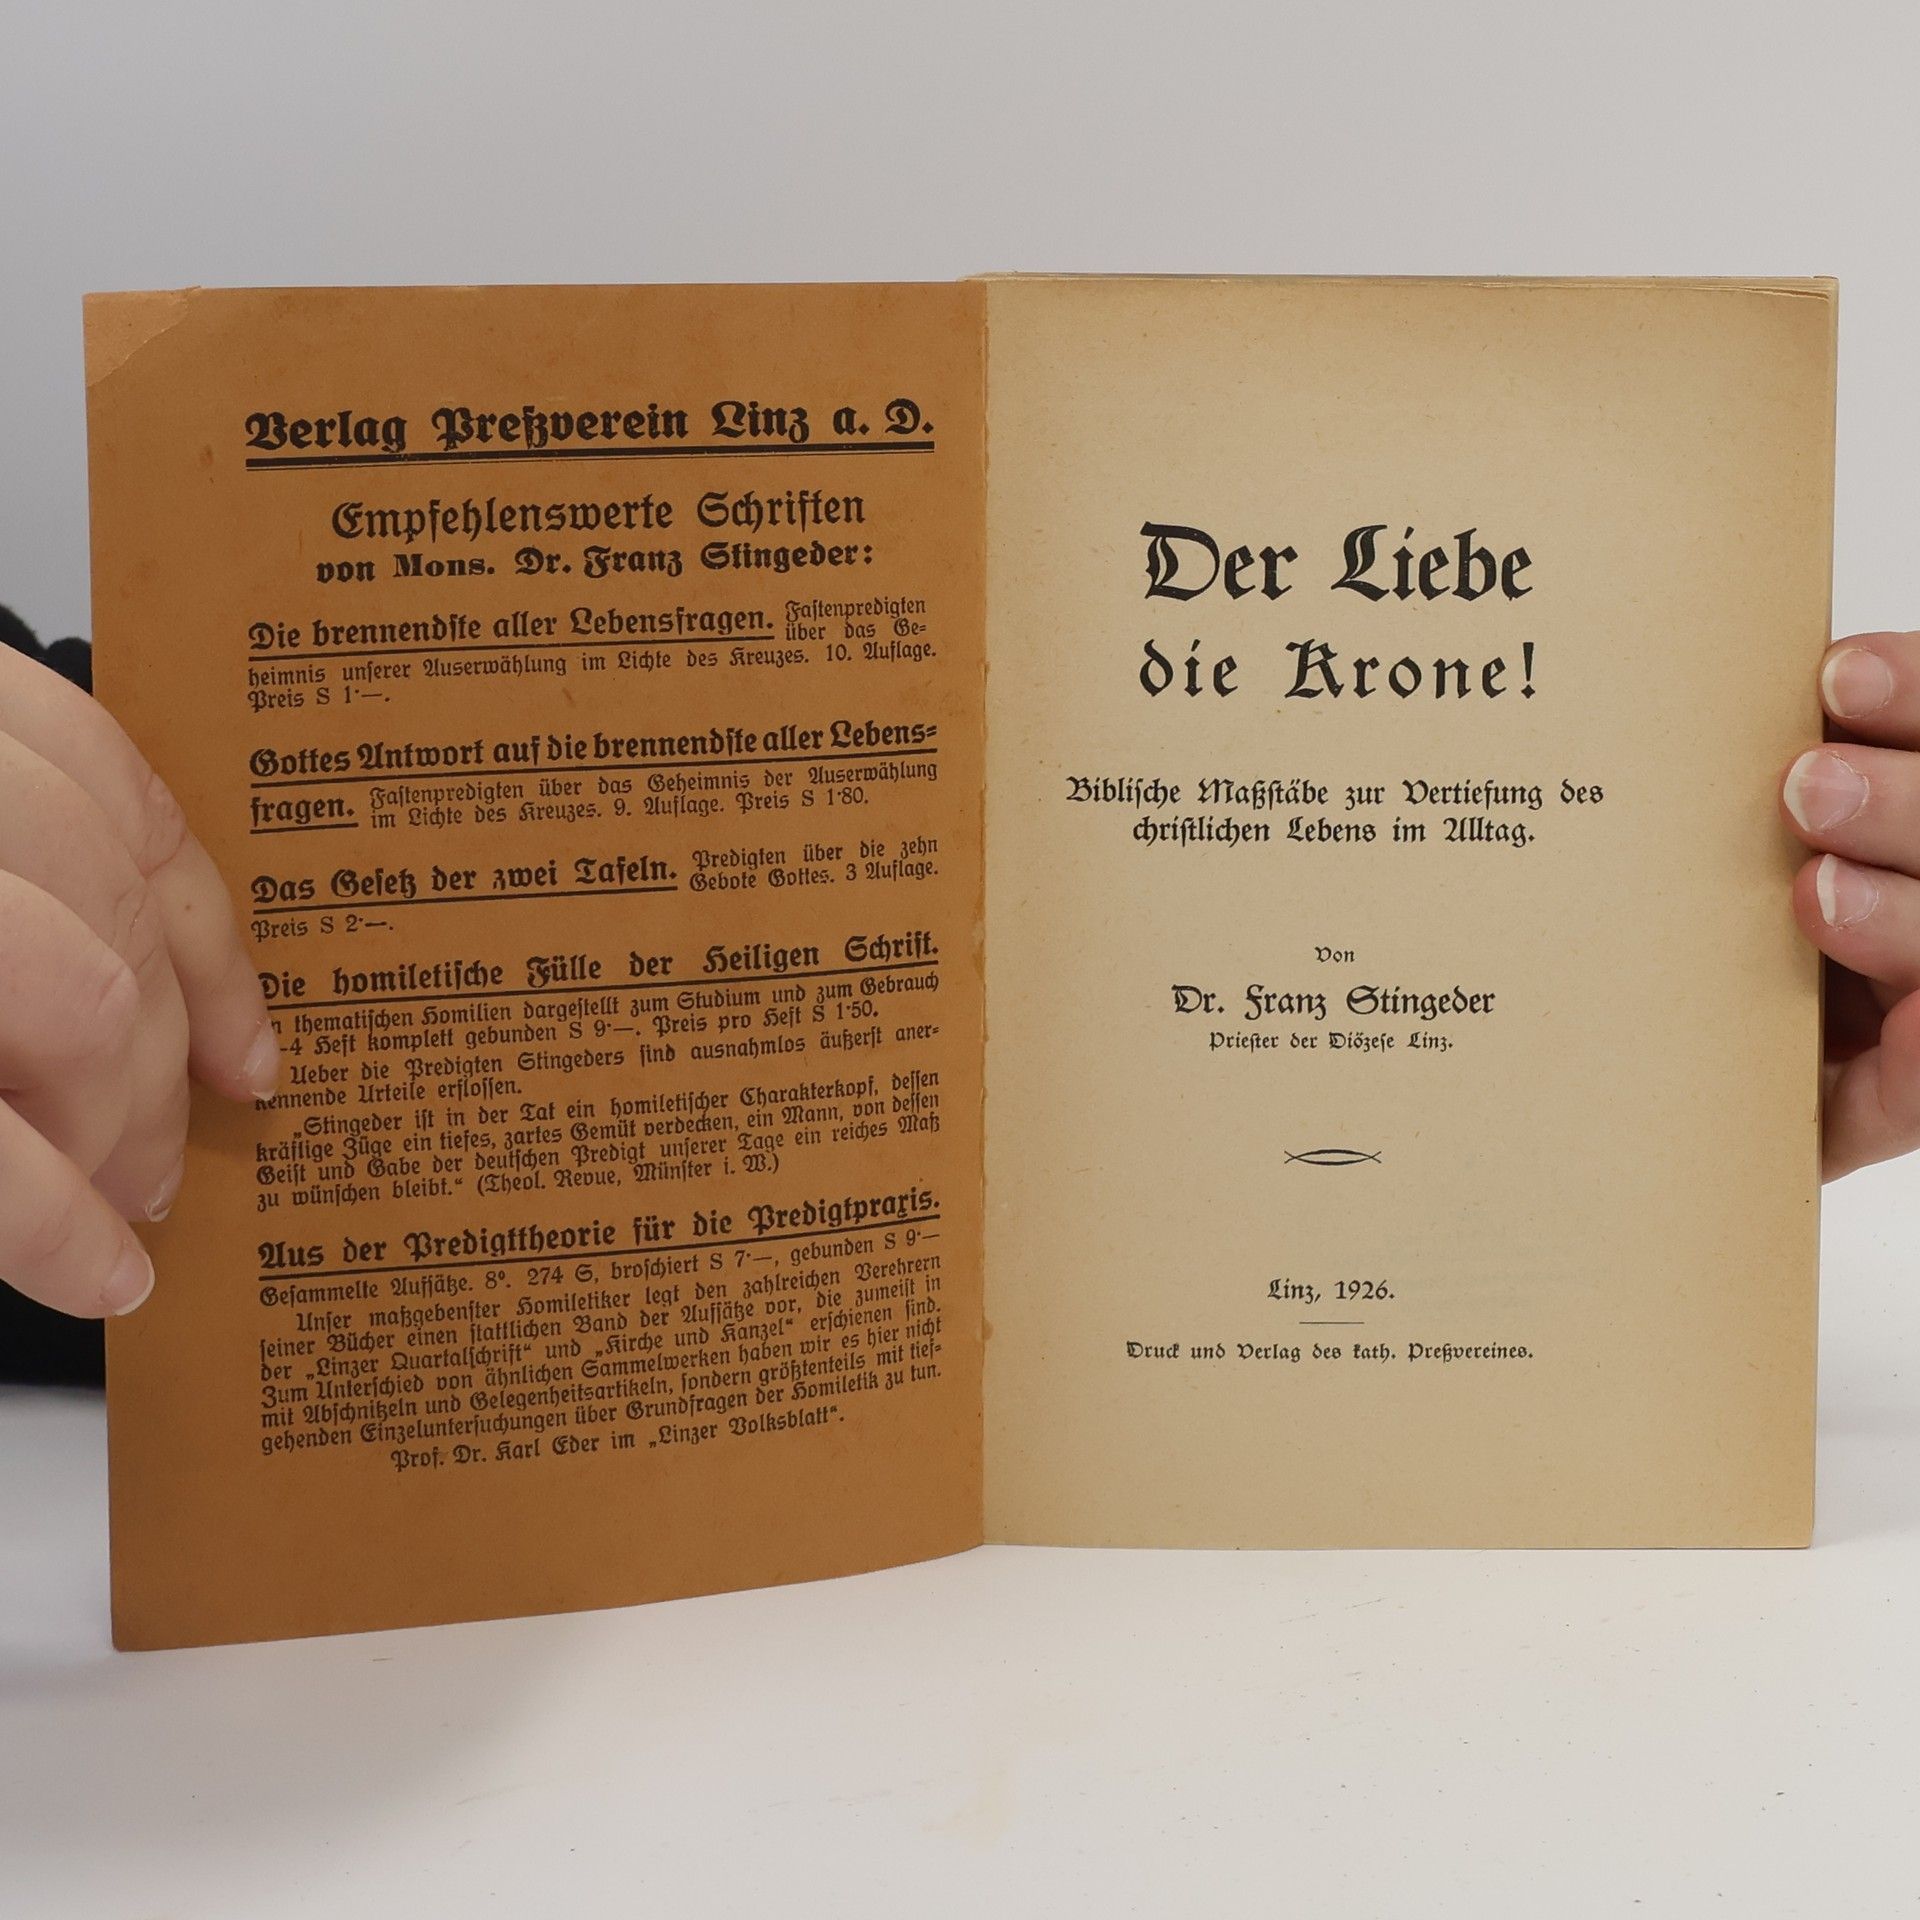 Verlag Preßverein Linz a. D.
Empfehlenswerte Schriften
von Mons. Dr. Franz Stingeder:
Die brennendste aller Lebensfragen. Fastenpredigten
über das Ge-
heimnis unserer Auserwählung im Lichte des Kreuzes. 10. Auflage.
Preis S 1·—.
Gottes Antwort auf die brennendste aller Lebens-
fragen. Fastenpredigten über das Geheimnis der Auserwählung
im Lichte des Kreuzes. 9. Auflage. Preis S 1·80.
Das Gesetz der zwei Tafeln. Predigten über die zehn
Gebote Gottes. 3 Auflage.
Preis S 2·—.
Die homiletische Fülle der Heiligen Schrift.
thematischen Homilien dargestellt zum Studium und zum Gebrauch
-4 Heft komplett gebunden S 9·—. Preis pro Heft S 1·50.
Ueber die Predigten Stingeders sind ausnahmlos äußerst aner-
kennende Urteile erflossen.
„Stingeder ist in der Tat ein homiletischer Charakterkopf, dessen
kräftige Züge ein tiefes, zartes Gemüt verdecken, ein Mann, von dessen
Geist und Gabe der deutschen Predigt unserer Tage ein reiches Maß
zu wünschen bleibt.“ (Theol. Revue, Münster i. W.)
Aus der Predigttheorie für die Predigtpraxis.
Gesammelte Aufsätze. 8°. 274 S, broschiert S 7·—, gebunden S 9·—
Unser maßgebenster Homiletiker legt den zahlreichen Verehrern
seiner Bücher einen stattlichen Band der Aufsätze vor, die zumeist in
der „Linzer Quartalschrift“ und „Kirche und Kanzel“ erschienen sind.
Zum Unterschied von ähnlichen Sammelwerken haben wir es hier nicht
mit Abschnitzeln und Gelegenheitsartikeln, sondern größtenteils mit tief-
gehenden Einzeluntersuchungen über Grundfragen der Homiletik zu tun.
Prof. Dr. Karl Eder im „Linzer Volksblatt“.
Der Liebe
die Krone!
Biblische Maßstäbe zur Vertiefung des
christlichen Lebens im Alltag.
Von
Dr. Franz Stingeder
Priester der Diözese Linz.
Linz, 1926.
Druck und Verlag des kath. Preßvereines.